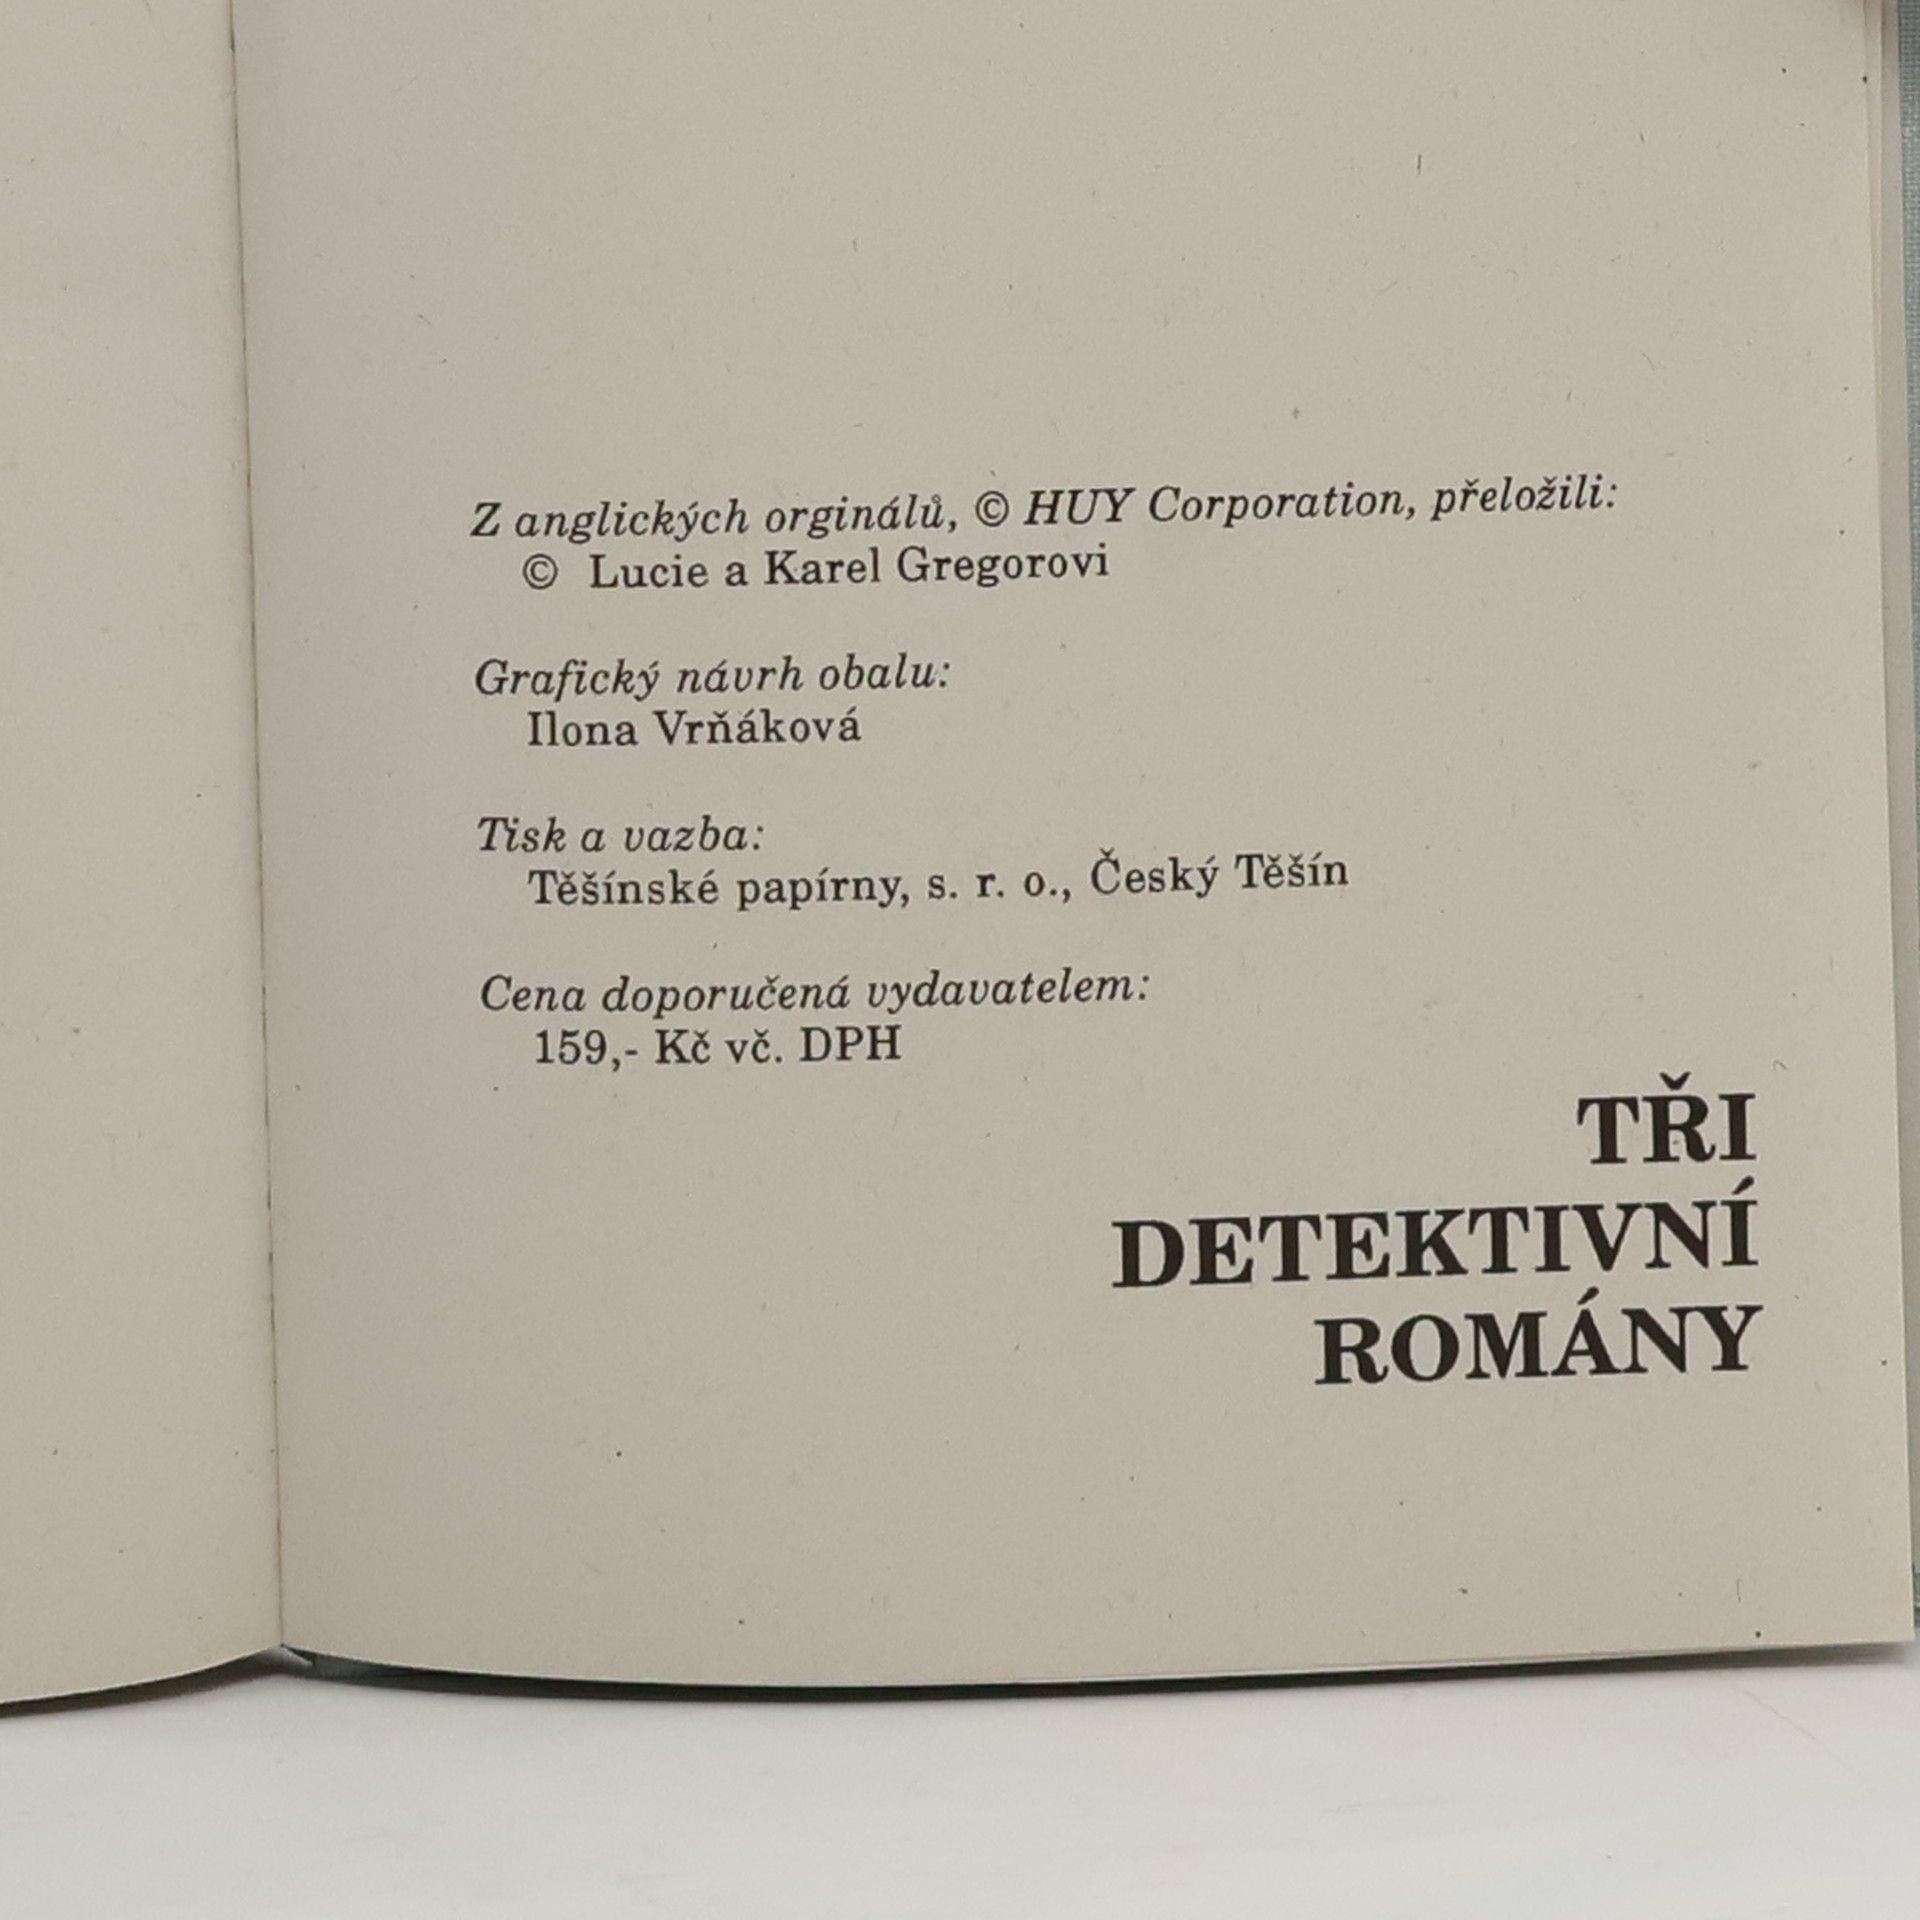 Z anglických orginálů, © HUY Corporation, přeložili:
© Lucie a Karel Gregorovi
Grafický návrh obalu:
Ilona Vrňáková
Tisk a vazba:
Těšínské papírny, s. r. o., Český Těšín
Cena doporučená vydavatelem:
159,- Kč vč. DPH
TŘI
DETEKTIVNÍ
ROMÁNY